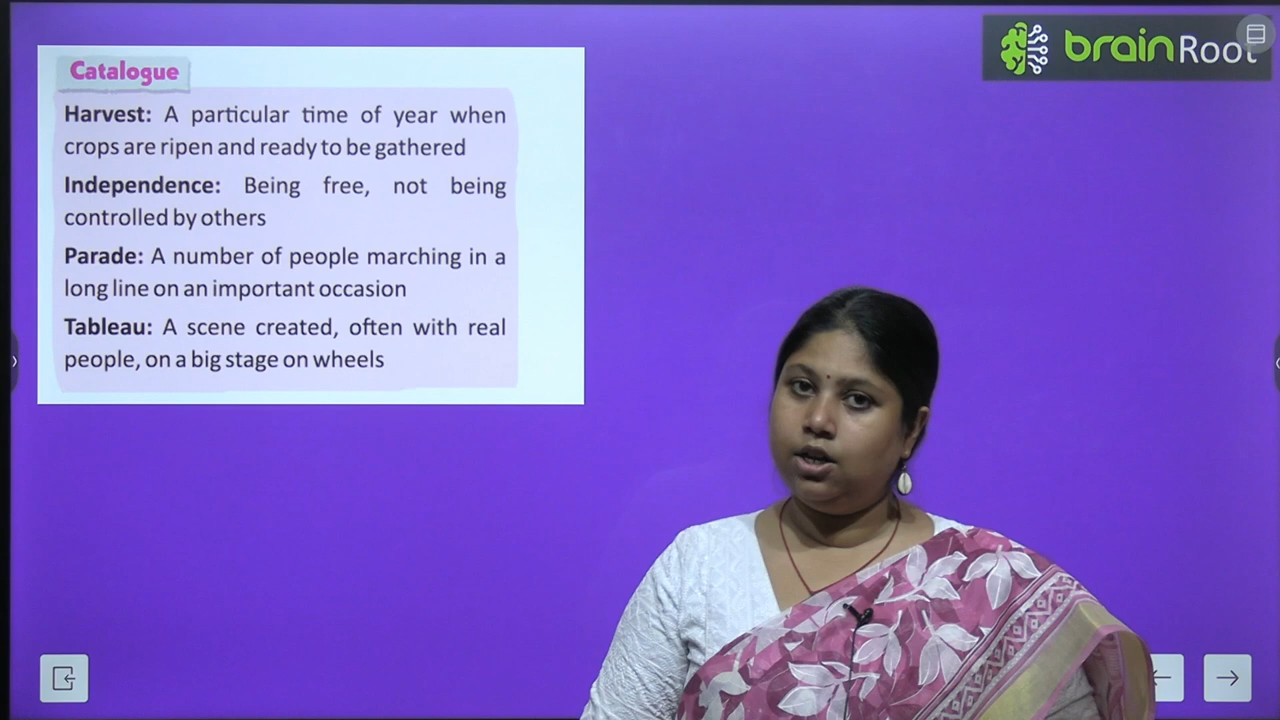 Catalogue
Harvest: A particular time of year when
crops are ripen and ready to be gathered
Independence: Being free, not being
controlled by others
Parade: A number of people marching in a
long line on an important occasion
Tableau: A scene created, often with real
people, on a big stage on wheels
brainRoot